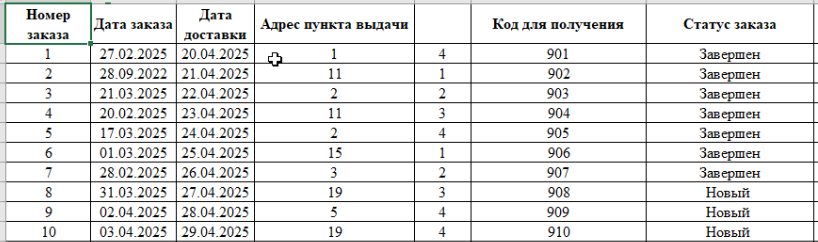 Номер заказа Дата заказа Дата доставки Адрес пункта выдачи Код для получения Статус заказа
1 27.02.2025 20.04.2025 1 4 901 Завершен
2 28.09.2022 21.04.2025 11 1 902 Завершен
3 21.03.2025 22.04.2025 2 2 903 Завершен
4 20.02.2025 23.04.2025 11 3 904 Завершен
5 17.03.2025 24.04.2025 2 4 905 Завершен
6 01.03.2025 25.04.2025 15 1 906 Завершен
7 28.02.2025 26.04.2025 3 2 907 Завершен
8 31.03.2025 27.04.2025 19 3 908 Новый
9 02.04.2025 28.04.2025 5 4 909 Новый
10 03.04.2025 29.04.2025 19 4 910 Новый